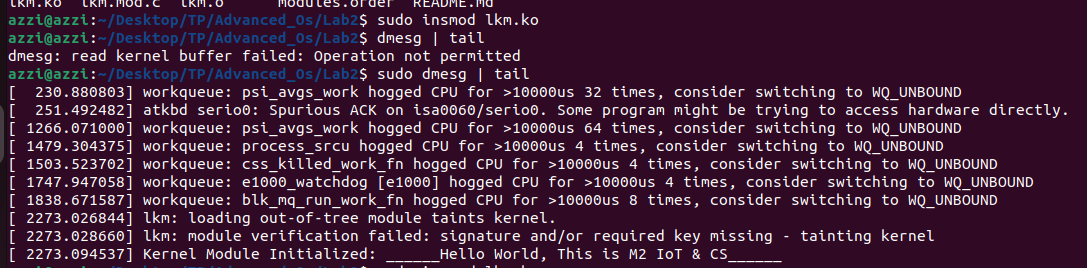 lkm.ko lkm.mod.c lkm.o modules.order README.md
azzi@azzi:~/Desktop/TP/Advanced_Os/Lab2$ sudo insmod lkm.ko
azzi@azzi:~/Desktop/TP/Advanced_Os/Lab2$ dmesg | tail
dmesg: read kernel buffer failed: Operation not permitted
azzi@azzi:~/Desktop/TP/Advanced_Os/Lab2$ sudo dmesg | tail
[  230.880803] workqueue: psi_avgs_work hogged CPU for >10000us 32 times, consider switching to WQ_UNBOUND
[  251.492482] atkbd serio0: Spurious ACK on isa0060/serio0. Some program might be trying to access hardware directly.
[ 1266.071000] workqueue: psi_avgs_work hogged CPU for >10000us 64 times, consider switching to WQ_UNBOUND
[ 1479.304375] workqueue: process_srcu hogged CPU for >10000us 4 times, consider switching to WQ_UNBOUND
[ 1503.523702] workqueue: css_killed_work_fn hogged CPU for >10000us 4 times, consider switching to WQ_UNBOUND
[ 1747.947058] workqueue: e1000_watchdog [e1000] hogged CPU for >10000us 4 times, consider switching to WQ_UNBOUND
[ 1838.671587] workqueue: blk_mq_run_work_fn hogged CPU for >10000us 8 times, consider switching to WQ_UNBOUND
[ 2273.026844] lkm: loading out-of-tree module taints kernel.
[ 2273.028660] lkm: module verification failed: signature and/or required key missing - tainting kernel
[ 2273.094537] Kernel Module Initialized: ______Hello World, This is M2 IoT & CS______